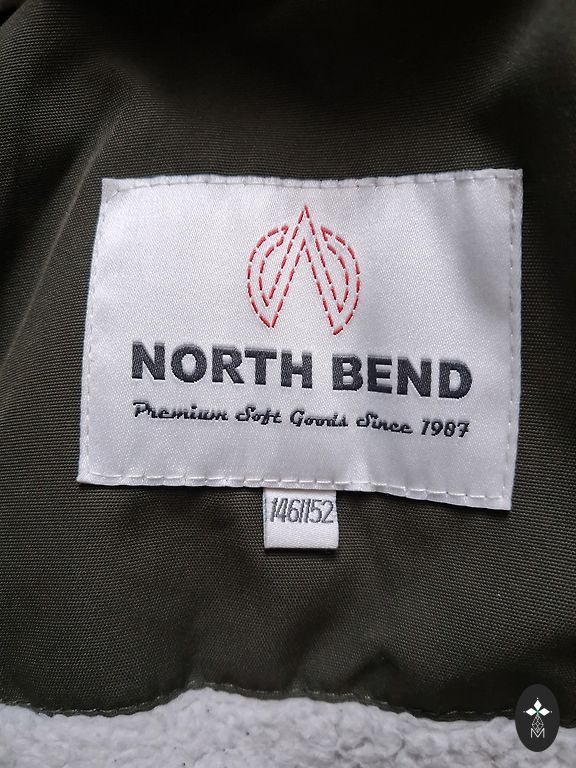 NORTH BEND
Premium Soft Goods Since 1987
146/152
M